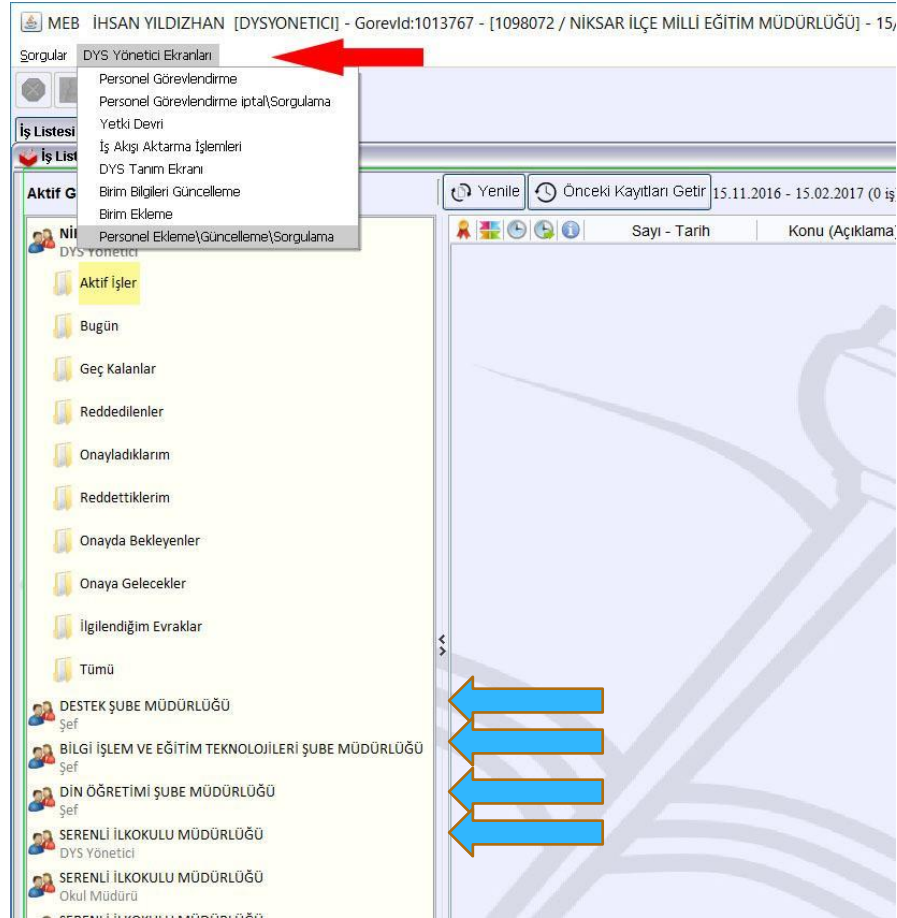 MEB İHSAN YILDIZHAN [DYSYONETICI] - GorevId:1013767 - [1098072 / NİKSAR İLÇE MİLLİ EĞİTİM MÜDÜRLÜĞÜ] - 15/
Sorgular DYS Yönetici Ekranları
Personel Görevlendirme
Personel Görevlendirme iptal\Sorgulama
Yetki Devri
İş Akışı Aktarma İşlemleri
DYS Tanım Ekranı
Birim Bilgileri Güncelleme
Birim Ekleme
Personel Ekleme\Güncelleme\Sorgulama
İş Listesi
İş List
Aktif G
Yenile Önceki Kayıtları Getir 15.11.2016 - 15.02.2017 (0 iş
Sayı - Tarih Konu (Açıklama)
DYS Yönetici
Aktif İşler
Bugün
Geç Kalanlar
Reddedilenler
Onayladıklarım
Reddettiklerim
Onayda Bekleyenler
Onaya Gelecekler
İlgilendiğim Evraklar
Tümü
DESTEK ŞUBE MÜDÜRLÜĞÜ
Şef
BİLGİ İŞLEM VE EĞİTİM TEKNOLOJİLERİ ŞUBE MÜDÜRLÜĞÜ
Şef
DİN ÖĞRETİMİ ŞUBE MÜDÜRLÜĞÜ
Şef
SERENLİ İLKOKULU MÜDÜRLÜĞÜ
DYS Yönetici
SERENLİ İLKOKULU MÜDÜRLÜĞÜ
Okul Müdürü
SERENLİ İLKOKULU MÜDÜRLÜĞÜ